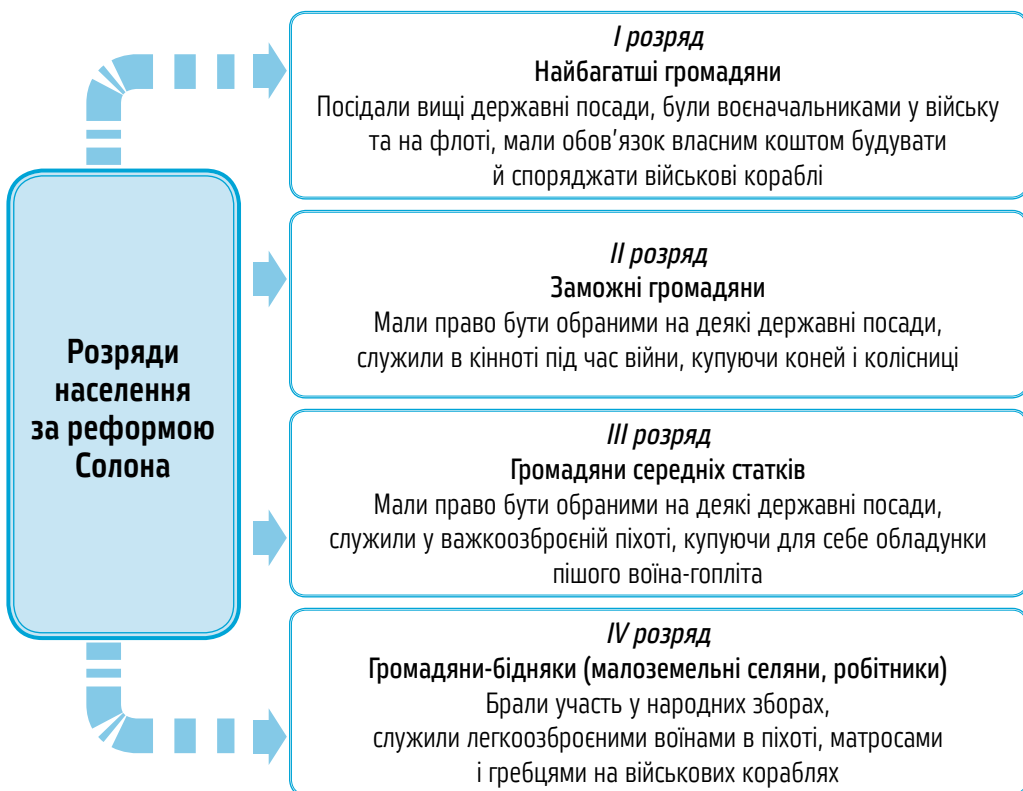 Розряди
населення
за реформою
Солона
I розряд
Найбагатші громадяни
Посідали вищі державні посади, були воєначальниками у війську
та на флоті, мали обов’язок власним коштом будувати
й споряджати військові кораблі
II розряд
Заможні громадяни
Мали право бути обраними на деякі державні посади,
служили в кінноті під час війни, купуючи коней і колісниці
III розряд
Громадяни середніх статків
Мали право бути обраними на деякі державні посади,
служили у важкоозброєній піхоті, купуючи для себе обладунки
пішого воїна-гопліта
IV розряд
Громадяни-бідняки (малоземельні селяни, робітники)
Брали участь у народних зборах,
служили легкоозброєними воїнами в піхоті, матросами
і гребцями на військових кораблях